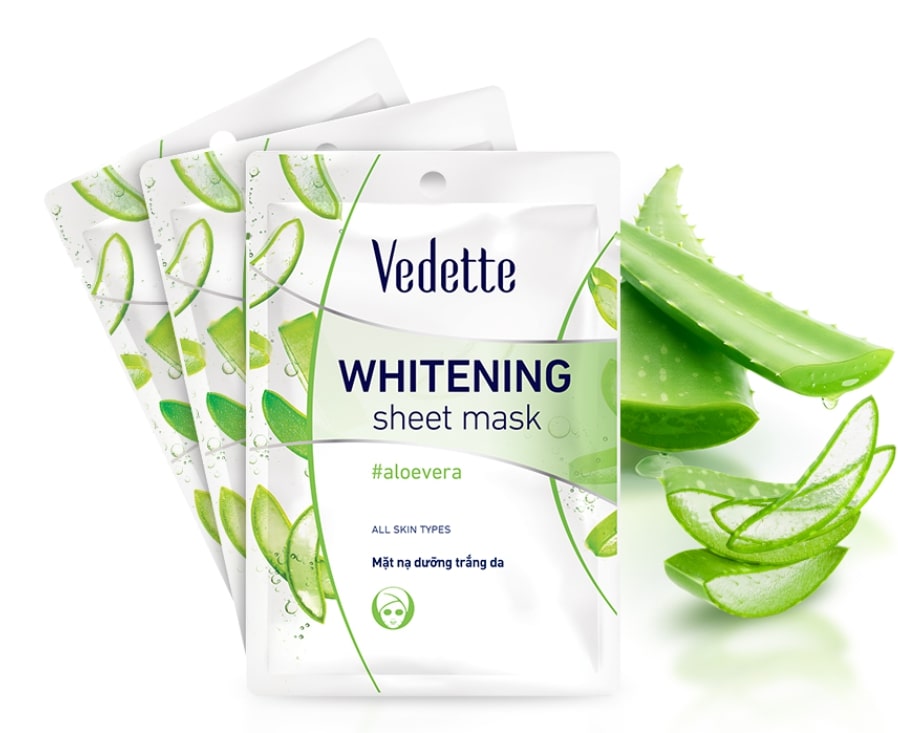 Vedette
WHITENING
sheet mask
#aloevera
ALL SKIN TYPES
Mặt nạ dưỡng trắng da